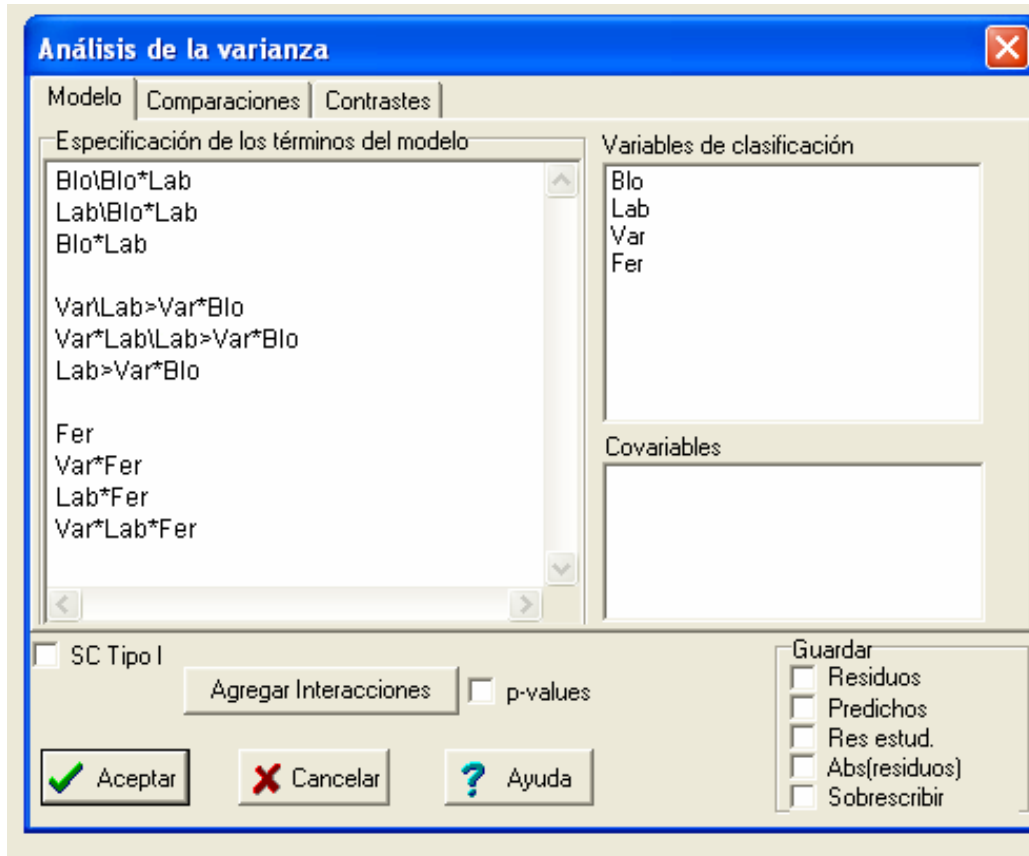 Análisis de la varianza
Modelo
Comparaciones
Contrastes
Especificación de los términos del modelo
Blo\Blo*Lab
Lab\Blo*Lab
Blo*Lab
Var\Lab>Var*Blo
Var*Lab\Lab>Var*Blo
Lab>Var*Blo
Fer
Var*Fer
Lab*Fer
Var*Lab*Fer
Variables de clasificación
Blo
Lab
Var
Fer
Covariables
SC Tipo I
Agregar Interacciones
p-values
Aceptar
Cancelar
? Ayuda
Guardar
Residuos
Predichos
Res estud.
Abs(residuos)
Sobrescribir